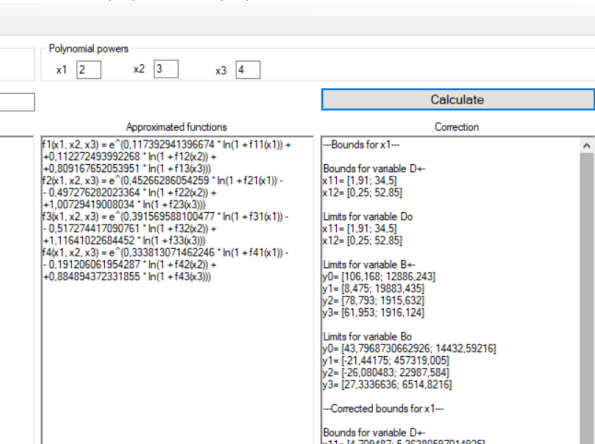 Polynomial powers
x1 2 x2 3 x3 4
Calculate
Approximated functions
Correction
f1(x1, x2, x3) = e^(0,117392941396674 * ln(1 + f11(x1)) +
+0,112272493992268 * ln(1 + f12(x2)) +
+0,809167652053951 * ln(1 + f13(x3)))
f2(x1, x2, x3) = e^(0,45266286054259 * ln(1 + f21(x1)) -
- 0,497276282023364 * ln(1 + f22(x2)) +
+1,00729419008034 * ln(1 + f23(x3)))
f3(x1, x2, x3) = e^(0,391569588100477 * ln(1 + f31(x1)) -
- 0,517274417090761 * ln(1 + f32(x2)) +
+1,11641022684452 * ln(1 + f33(x3)))
f4(x1, x2, x3) = e^(0,333813071462246 * ln(1 + f41(x1)) -
- 0,191206061954287 * ln(1 + f42(x2)) +
+0,884894372331855 * ln(1 + f43(x3)))
---Bounds for x1---
Bounds for variable D+-
x11= [1,91; 34,5]
x12= [0,25; 52,85]
Limits for variable Do
x11= [1,91; 34,5]
x12= [0,25; 52,85]
Limits for variable B+-
y0= [106,168; 12886,243]
y1= [8,475; 19883,435]
y2= [78,793; 1915,632]
y3= [61,953; 1916,124]
Limits for variable Bo
y0= [43,7968730662926; 14432,59216]
y1= [-21,44175; 457319,005]
y2= [-26,080483; 22987,584]
y3= [27,3336636; 6514,8216]
---Corrected bounds for x1---
Bounds for variable D+-